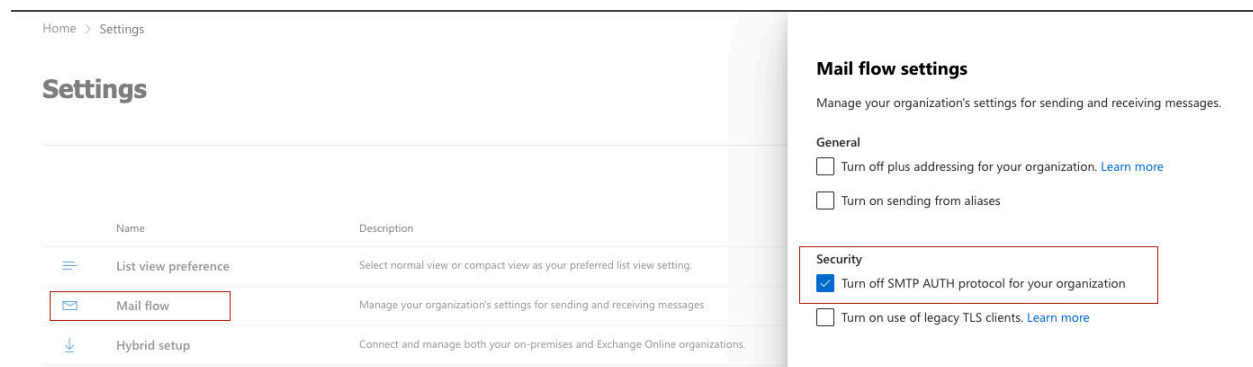 Home > Settings
Settings
Name Description
List view preference Select normal view or compact view as your preferred list view setting.
Mail flow Manage your organization's settings for sending and receiving messages
Hybrid setup Connect and manage both your on-premises and Exchange Online organizations.
Mail flow settings
Manage your organization's settings for sending and receiving messages.
General
Turn off plus addressing for your organization. Learn more
Turn on sending from aliases
Security
Turn off SMTP AUTH protocol for your organization
Turn on use of legacy TLS clients. Learn more